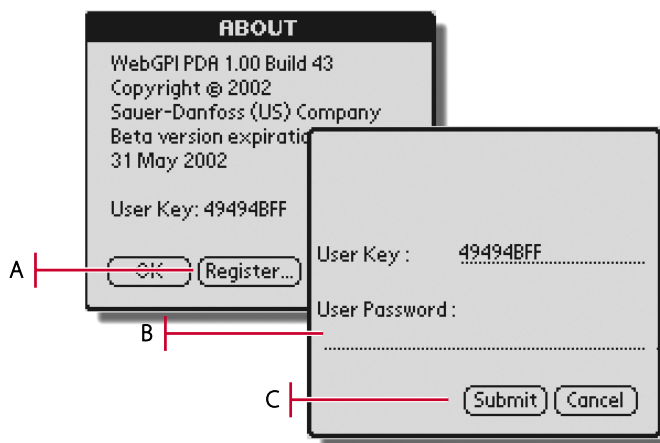 ABOUT
WebGPI PDA 1.00 Build 43
Copyright © 2002
Sauer-Danfoss (US) Company
Beta version
31 May 2002
User Key: 49494BFF
OK Register...
User Key : 49494BFF
User Password :
Submit Cancel
A
B
C